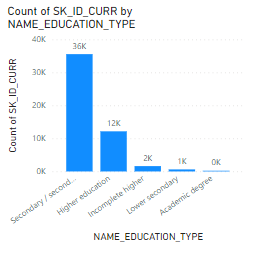 Count of SK_ID_CURR by
NAME_EDUCATION_TYPE
40K
30K
20K
10K
0K
Count of SK_ID_CURR
36K
12K
2K
1K
0K
Secondary / second...
Higher education
Incomplete higher
Lower secondary
Academic degree
NAME_EDUCATION_TYPE